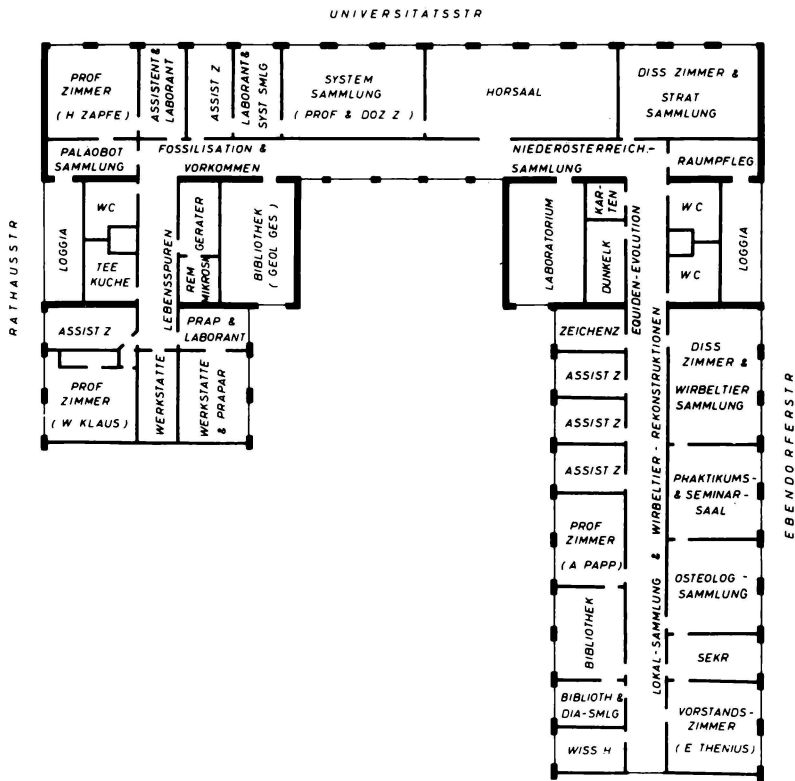 UNIVERSITÄTSSTR
PROF
ZIMMER
( H ZAPFE )
ASSISTENT &
LABORANT
ASSIST Z
LABORANT &
SYST SMLG
SYSTEM
SAMMLUNG
( PROF & DOZ Z )
HORSAAL
DISS ZIMMER &
STRAT
SAMMLUNG
PALÄOBOT
SAMMLUNG
FOSSILISATION &
VORKOMMEN
NIEDERÖSTERREICH.-
SAMMLUNG
RAUMPFLEG
RATHAUSSTR
LOGGIA
WC
TEE
KUCHE
LEBENSSPUREN
GERATER
REM
MIKROSK
BIBLIOTHEK
( GEOL GES )
LABORATORIUM
KAR-
TEN
DUNKELK
EQUIDEN-EVOLUTION
WC
WC
LOGGIA
ASSIST Z
PRAP &
LABORANT
PROF
ZIMMER
( W KLAUS )
WERKSTATTE
WERKSTATTE
& PRAPAR
ZEICHENZ
ASSIST Z
ASSIST Z
ASSIST Z
PROF
ZIMMER
( A PAPP )
BIBLIOTHEK
BIBLIOTH &
DIA-SMLG
WISS H
LOKAL-SAMMLUNG & WIRBELTIER-REKONSTRUKTIONEN
DISS
ZIMMER &
WIRBELTIER
SAMMLUNG
PRAKTIKUMS-
& SEMINAR-
SAAL
OSTEOLOG-
SAMMLUNG
SEKR
VORSTANDS-
ZIMMER
( E THENIUS )
EBENDORFERSTR